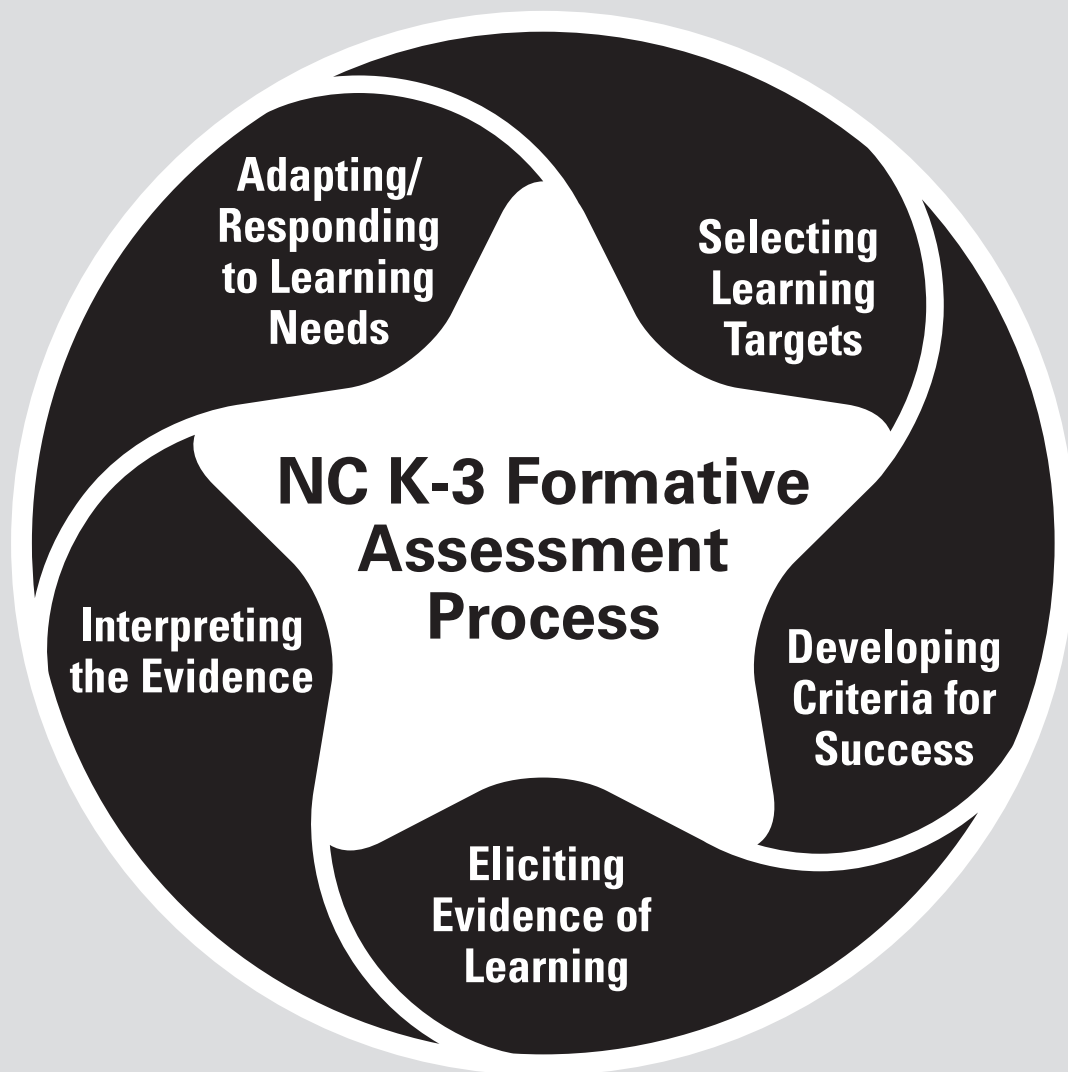 NC K-3 Formative
Assessment
Process
Selecting
Learning
Targets
Developing
Criteria for
Success
Eliciting
Evidence of
Learning
Interpreting
the Evidence
Adapting/
Responding
to Learning
Needs